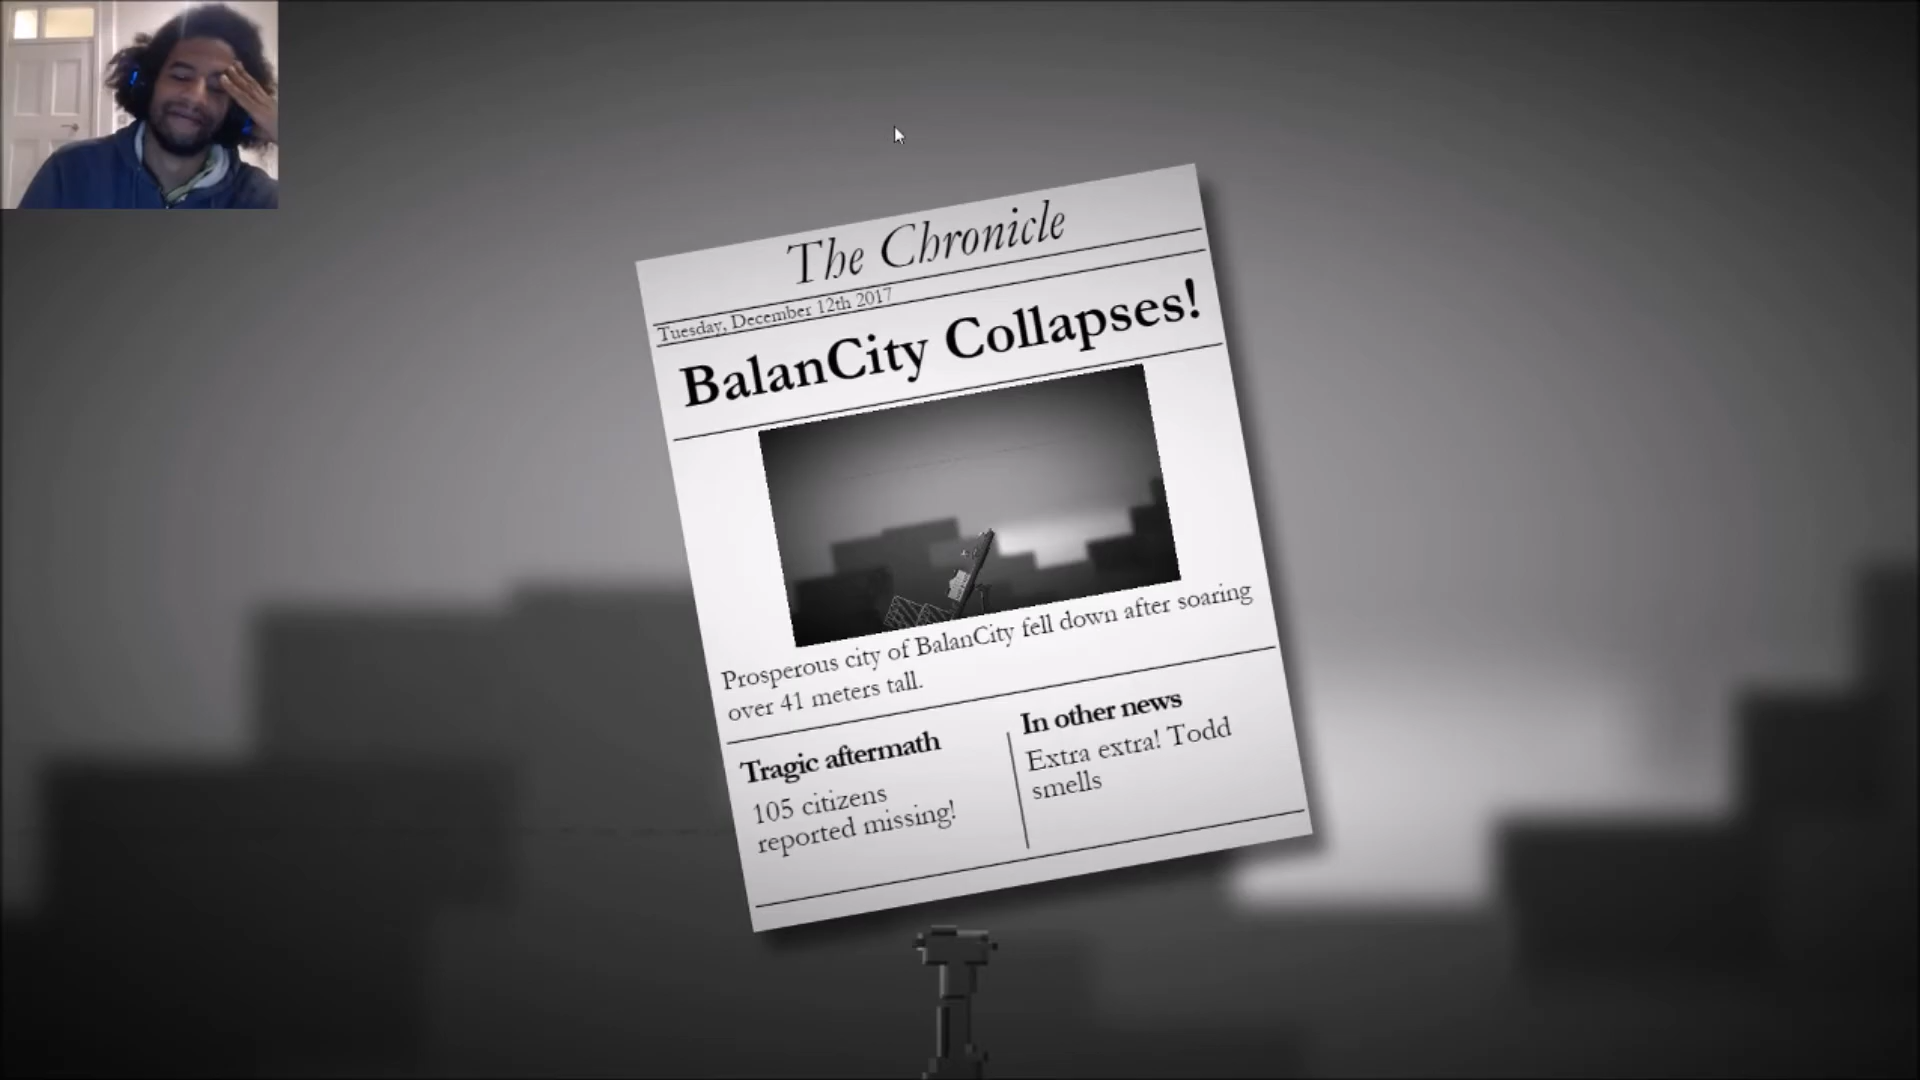 The Chronicle
Tuesday, December 12th 2017
BalanCity Collapses!
Prosperous city of BalanCity fell down after soaring
over 41 meters tall.
Tragic aftermath
105 citizens
reported missing!
In other news
Extra extra! Todd
smells